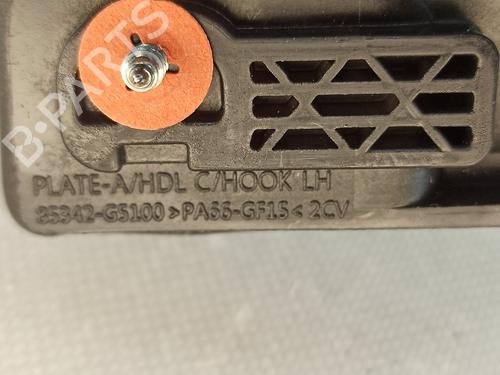 B-PARTS
PLATE-A/HDL C/HOOK LH
85342-G5100 >PA66-GF15< 2CV